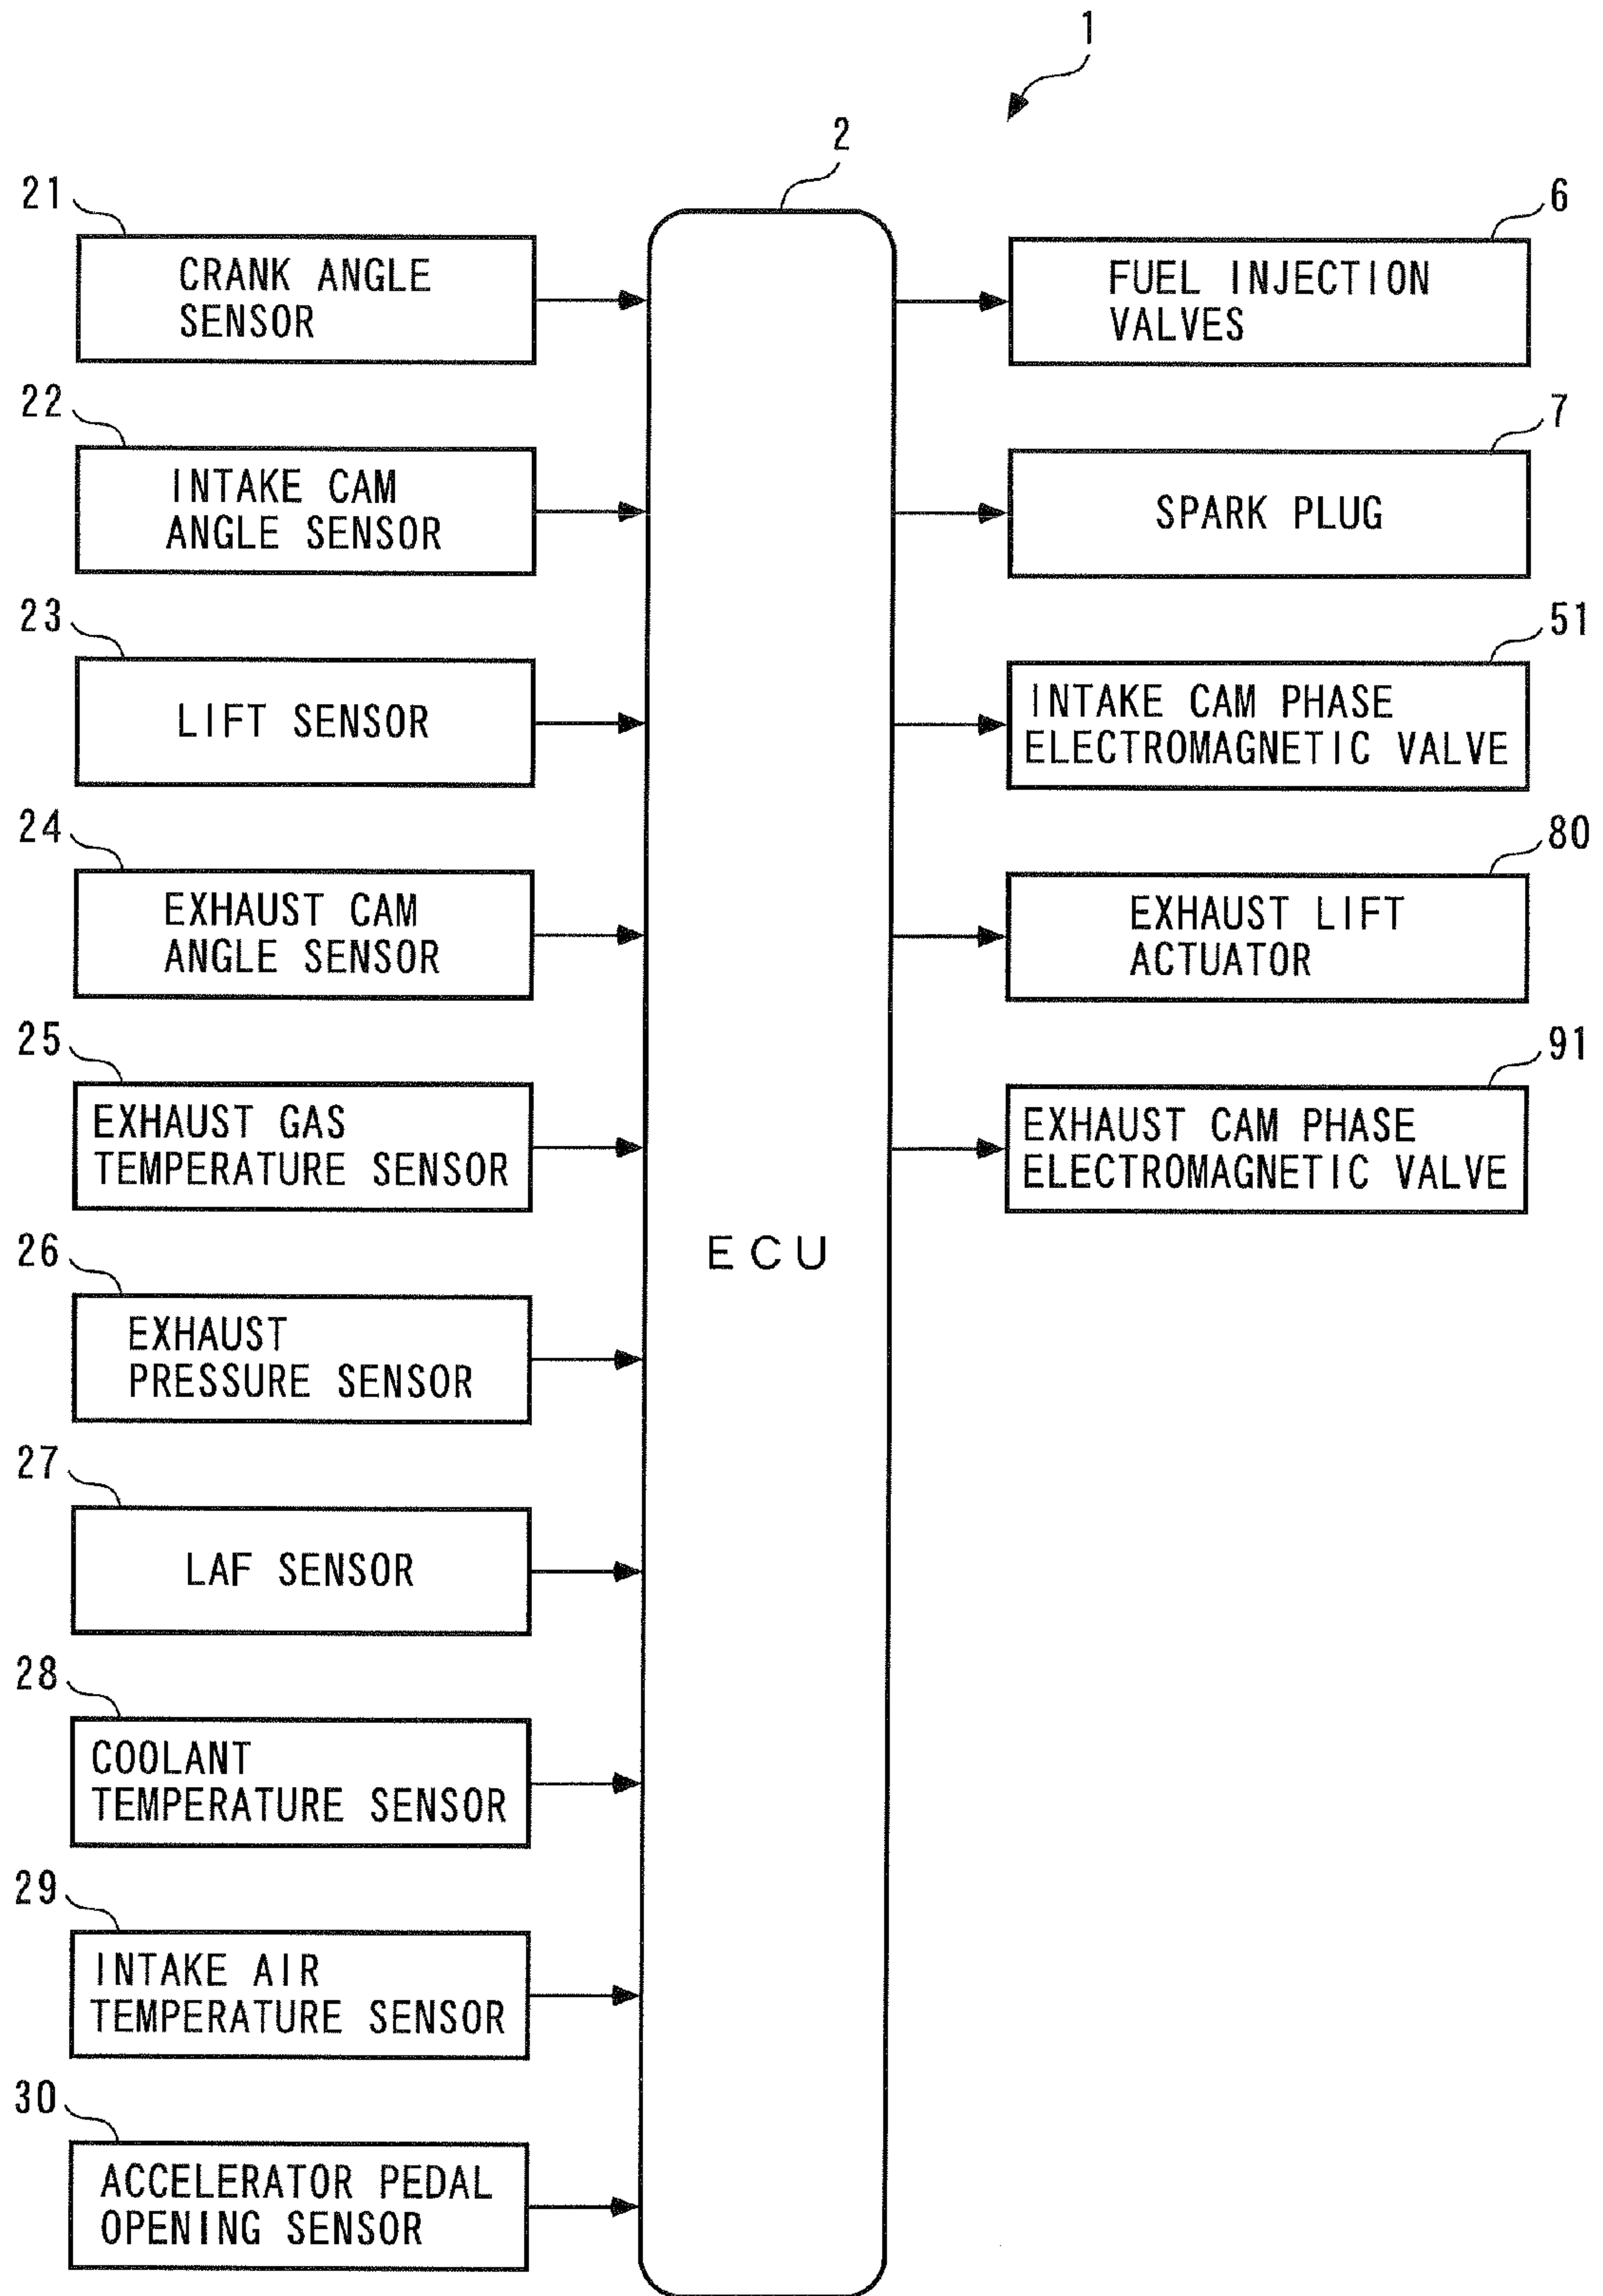 1
2
21
CRANK ANGLE
SENSOR
22
INTAKE CAM
ANGLE SENSOR
23
LIFT SENSOR
24
EXHAUST CAM
ANGLE SENSOR
25
EXHAUST GAS
TEMPERATURE SENSOR
26
EXHAUST
PRESSURE SENSOR
27
LAF SENSOR
28
COOLANT
TEMPERATURE SENSOR
29
INTAKE AIR
TEMPERATURE SENSOR
30
ACCELERATOR PEDAL
OPENING SENSOR
ECU
6
FUEL INJECTION
VALVES
7
SPARK PLUG
51
INTAKE CAM PHASE
ELECTROMAGNETIC VALVE
80
EXHAUST LIFT
ACTUATOR
91
EXHAUST CAM PHASE
ELECTROMAGNETIC VALVE